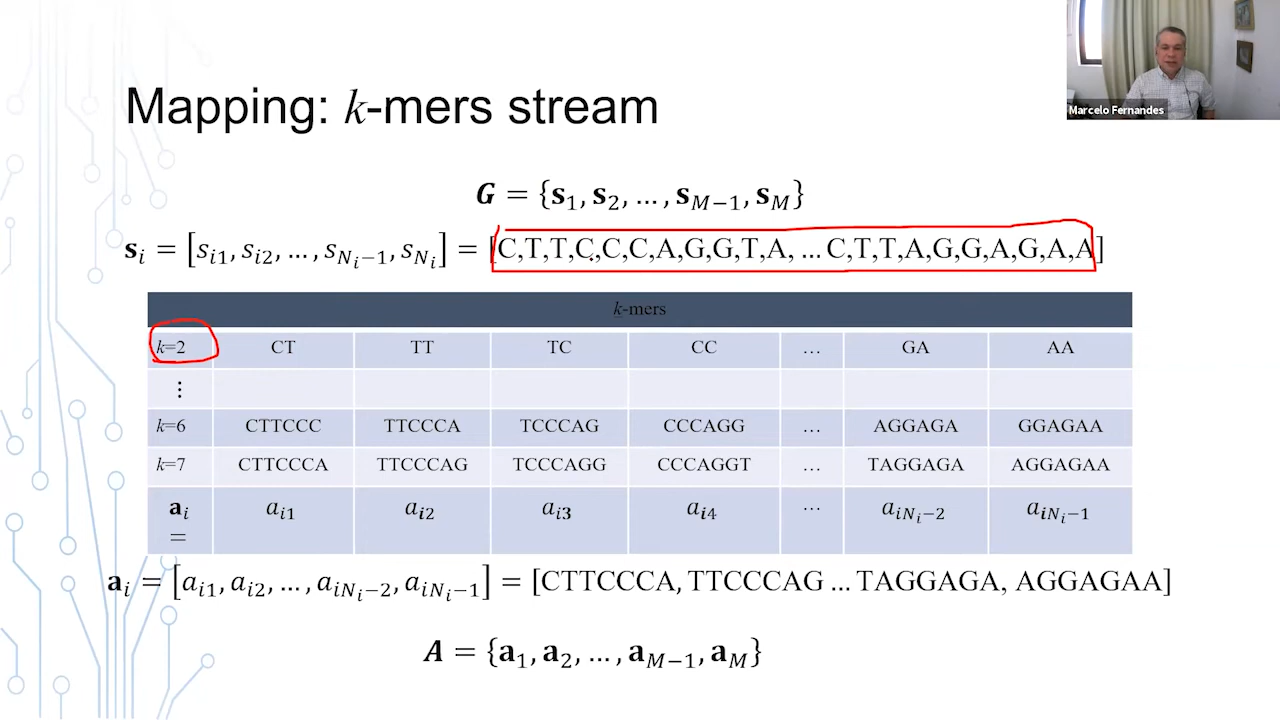 Marcelo Fernandes
Mapping: k-mers stream
G = {s₁, s₂, …, s_{M−1}, s_M}
s_i = [s_{i1}, s_{i2}, …, s_{N_i−1}, s_{N_i}] = [C,T,T,C,C,C,A,G,G,T,A, … C,T,T,A,G,G,A,G,A,A]
k-mers
k=2 CT TT TC CC … GA AA
⋮
k=6 CTTCCC TTCCCA TCCCAG CCCAGG … AGGAGA GGAGAA
k=7 CTTCCCA TTCCCAG TCCCAGG CCCAGGT … TAGGAGA AGGAGAA
a_i = a_{i1} a_{i2} a_{i3} a_{i4} … a_{iN_i−2} a_{iN_i−1}
a_i = [a_{i1}, a_{i2}, …, a_{iN_i−2}, a_{iN_i−1}] = [CTTCCCA, TTCCCAG … TAGGAGA, AGGAGAA]
A = {a₁, a₂, …, a_{M−1}, a_M}